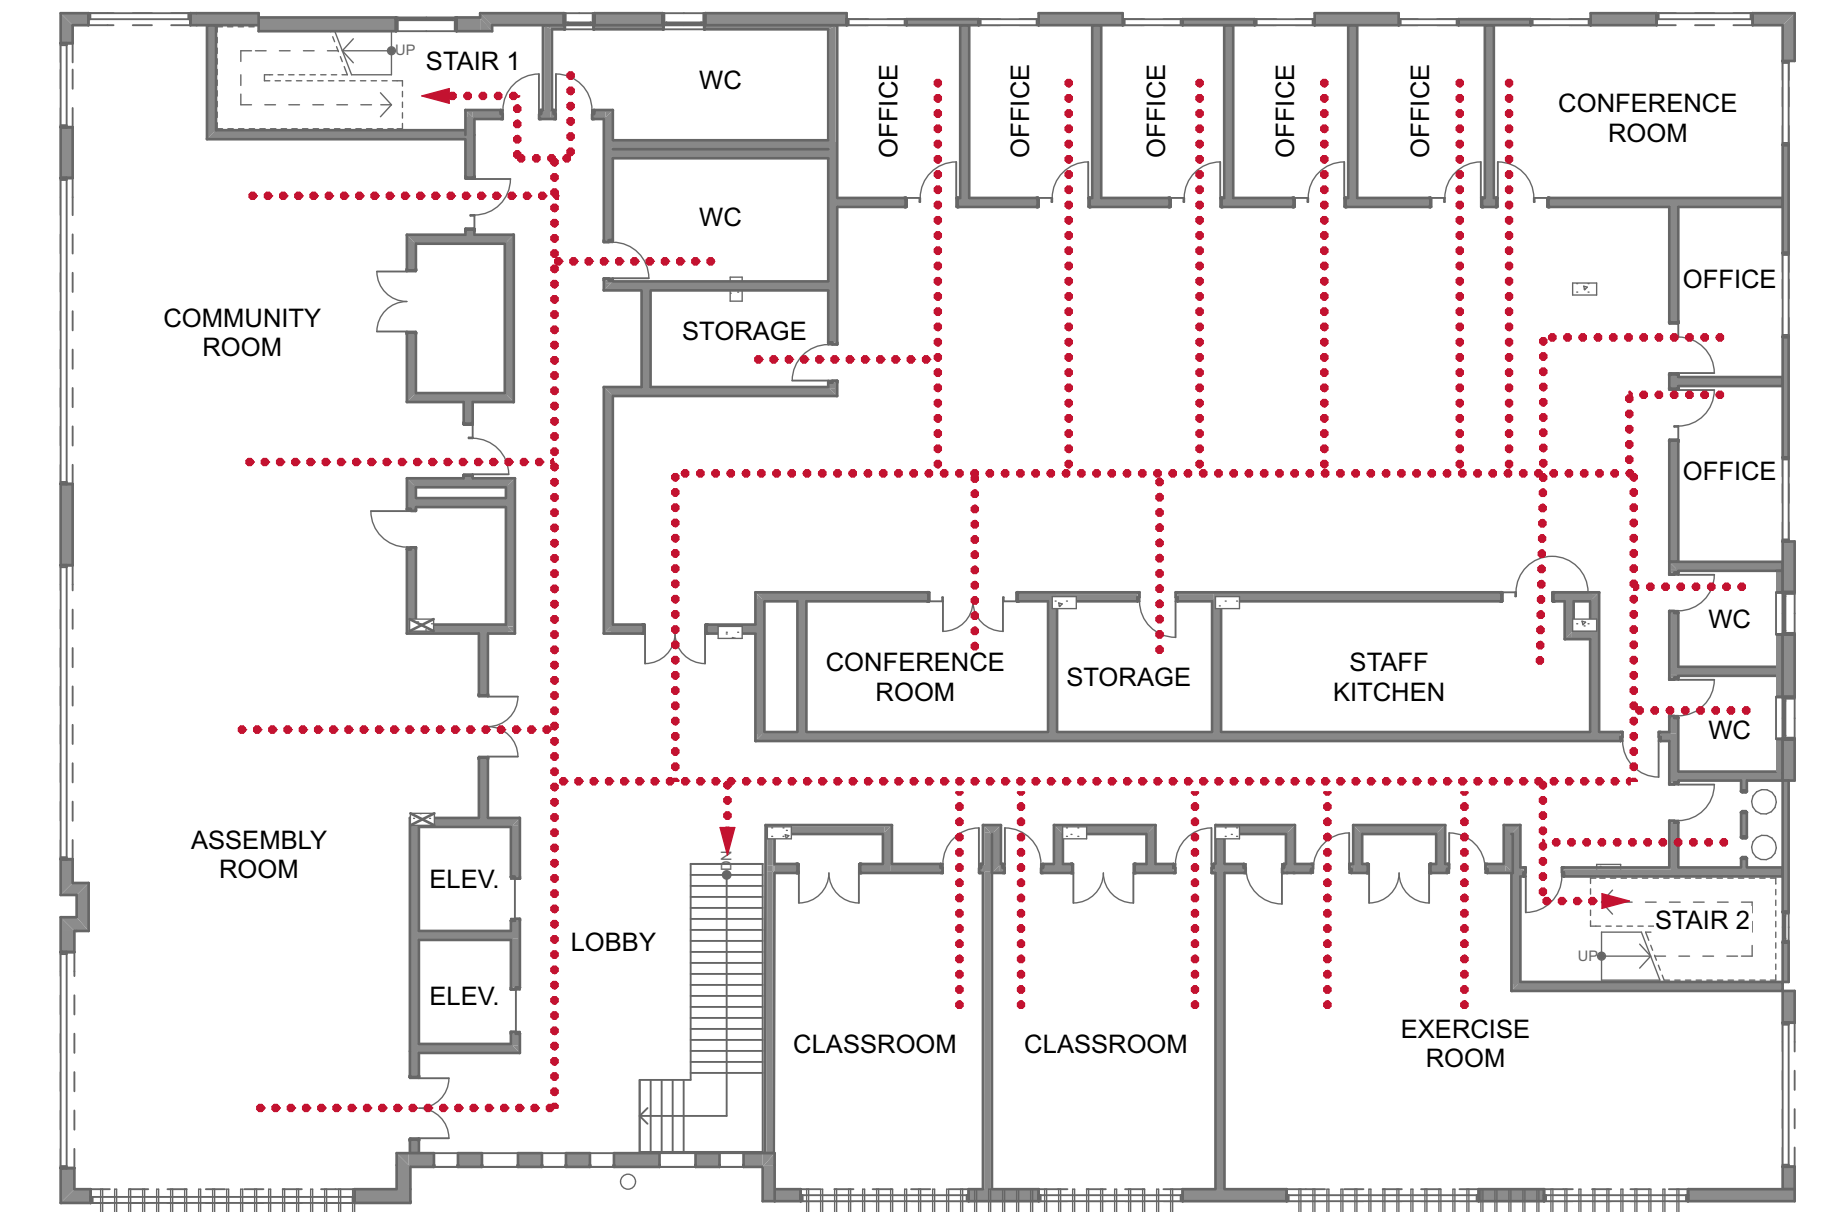 UP
STAIR 1
WC
OFFICE
OFFICE
OFFICE
OFFICE
OFFICE
CONFERENCE
ROOM
WC
OFFICE
COMMUNITY
ROOM
STORAGE
OFFICE
CONFERENCE
ROOM
STORAGE
STAFF
KITCHEN
WC
WC
ASSEMBLY
ROOM
ELEV.
DN
LOBBY
STAIR 2
UP
ELEV.
CLASSROOM
CLASSROOM
EXERCISE
ROOM